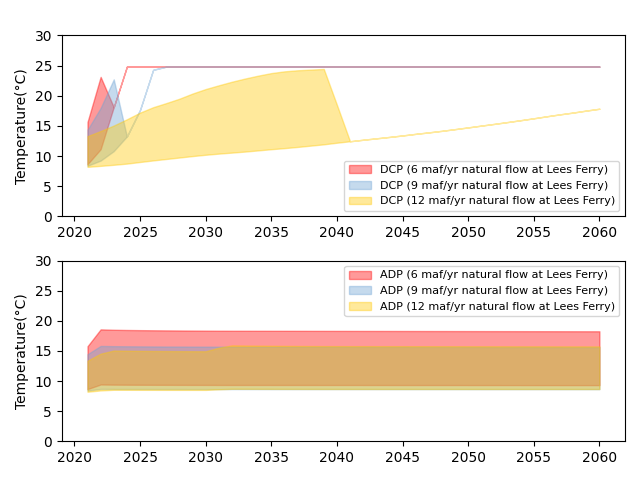 30
25
20
15
10
5
0
Temperature(°C)
DCP (6 maf/yr natural flow at Lees Ferry)
DCP (9 maf/yr natural flow at Lees Ferry)
DCP (12 maf/yr natural flow at Lees Ferry)
2020 2025 2030 2035 2040 2045 2050 2055 2060
30
25
20
15
10
5
0
Temperature(°C)
ADP (6 maf/yr natural flow at Lees Ferry)
ADP (9 maf/yr natural flow at Lees Ferry)
ADP (12 maf/yr natural flow at Lees Ferry)
2020 2025 2030 2035 2040 2045 2050 2055 2060